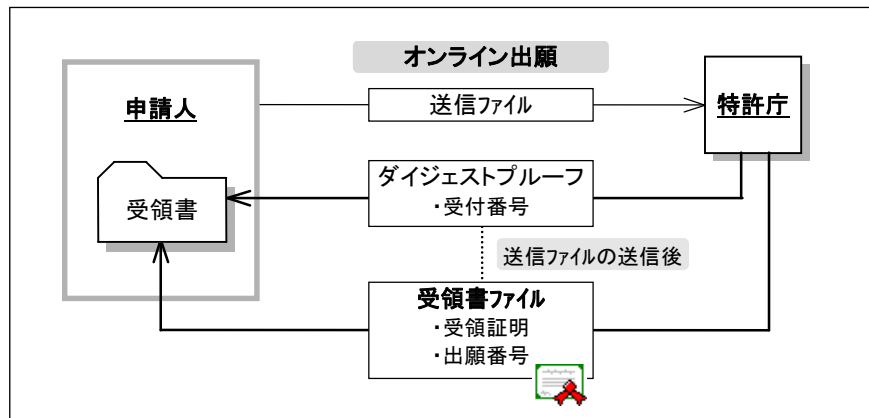 オンライン出願
申請人
送信ファイル
特許庁
受領書
ダイジェストプルーフ
・受付番号
送信ファイルの送信後
受領書ファイル
・受領証明
・出願番号